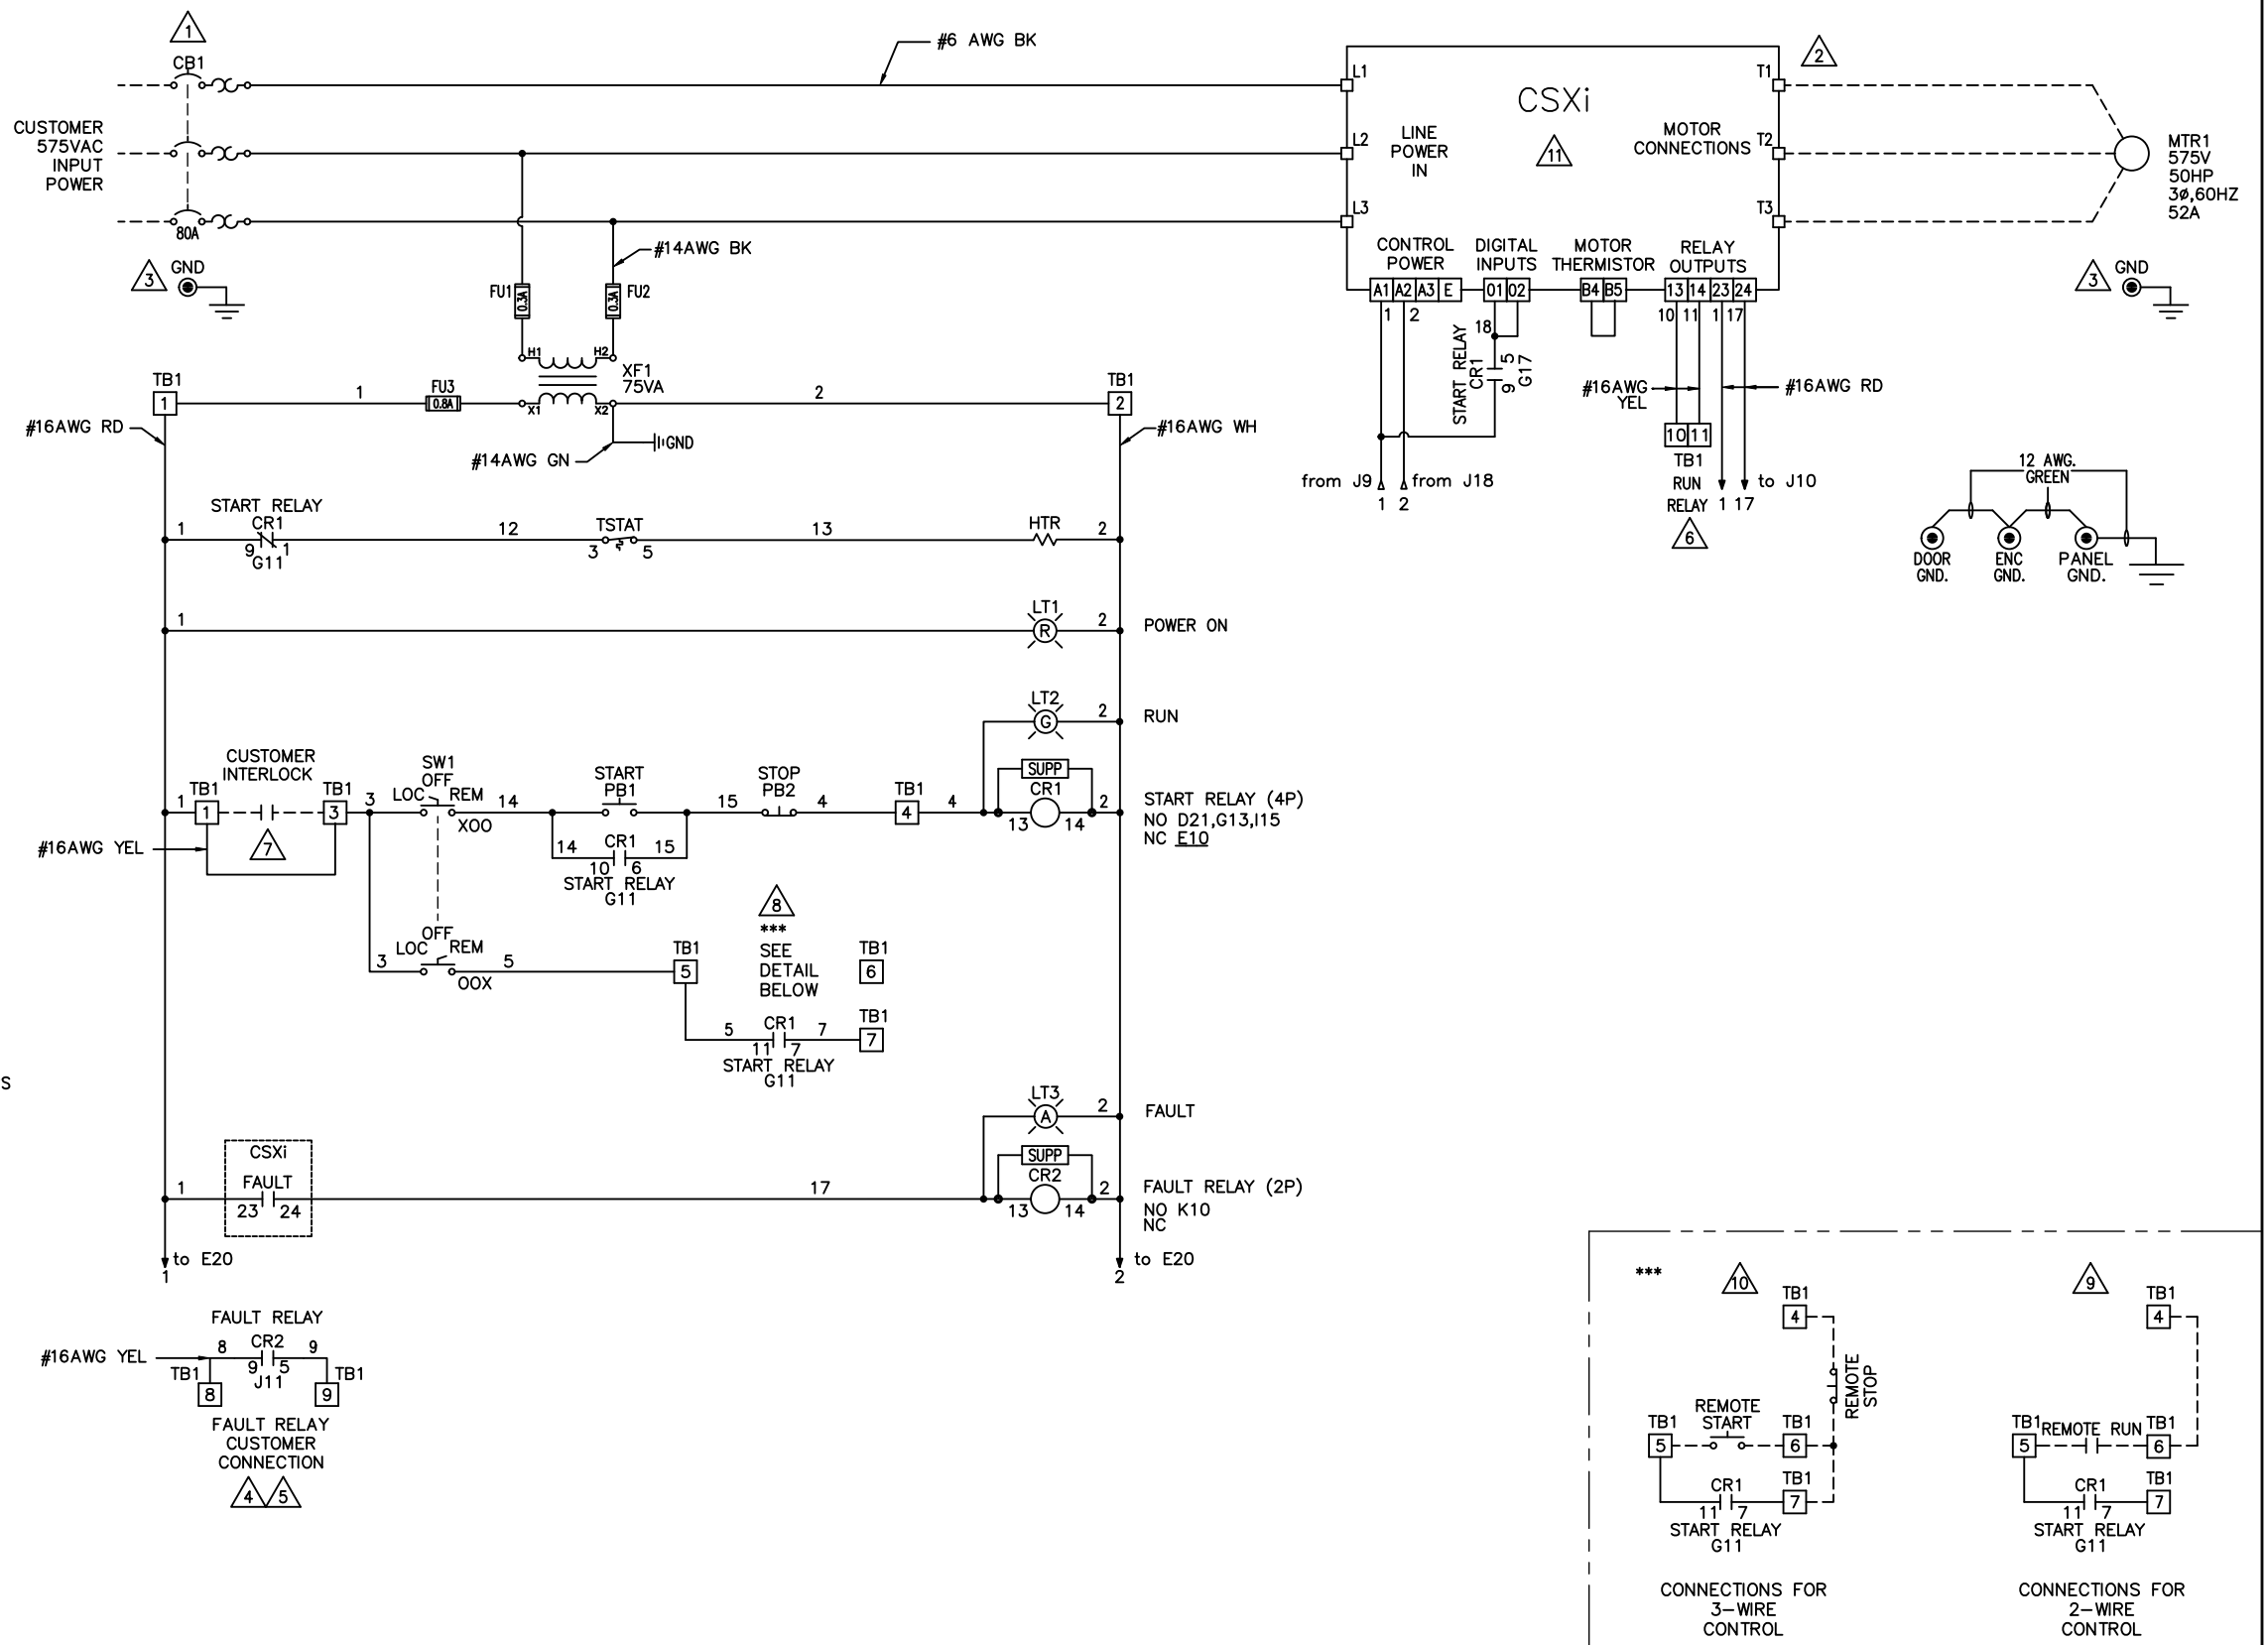 1
CB1
#6 AWG BK
CUSTOMER
575VAC
INPUT
POWER
80A
3
GND
L1
L2
L3
CSXi
LINE
POWER
IN
11
MOTOR
CONNECTIONS
T1
T2
T3
2
MTR1
575V
50HP
3ø,60HZ
52A
3
GND
CONTROL
POWER
DIGITAL
INPUTS
MOTOR
THERMISTOR
RELAY
OUTPUTS
A1 A2 A3 E
01 02
B4 B5
13 14 23 24
1 2
18
10 11 1 17
START RELAY
CR1
9 5
G17
#16AWG
YEL
#16AWG RD
10 11
TB1
RUN
RELAY
1 17
to J10
6
from J9
from J18
1 2
#14AWG BK
FU1
0.3A
0.3A
FU2
H1
H2
XF1
75VA
X1
X2
TB1
1
1
FU3
0.8A
2
TB1
2
#16AWG RD
#16AWG WH
#14AWG GN
GND
12 AWG.
GREEN
DOOR
GND.
ENC
GND.
PANEL
GND.
START RELAY
1
CR1
9 1
G11
12
TSTAT
3 5
13
HTR
2
1
LT1
R
2
POWER ON
LT2
G
2
RUN
CUSTOMER
INTERLOCK
1
TB1
1
TB1
3
7
#16AWG YEL
3
SW1
OFF
LOC REM
XOO
14
START
PB1
14
CR1
15
10 6
START RELAY
G11
15
STOP
PB2
4
TB1
4
4
SUPP
CR1
13 14
2
START RELAY (4P)
NO D21,G13,I15
NC E10
OFF
LOC REM
3
OOX
5
TB1
5
8
***
SEE
DETAIL
BELOW
TB1
6
5
CR1
7
11 7
START RELAY
G11
TB1
7
S
LT3
A
2
FAULT
CSXi
1
FAULT
23 24
17
SUPP
CR2
13 14
2
FAULT RELAY (2P)
NO K10
NC
to E20
1
to E20
2
FAULT RELAY
#16AWG YEL
8
CR2
9
9 5
J11
TB1
8
TB1
9
FAULT RELAY
CUSTOMER
CONNECTION
4 5
***
10
TB1
4
REMOTE
STOP
REMOTE
START
TB1
5
TB1
6
CR1
TB1
7
11 7
START RELAY
G11
CONNECTIONS FOR
3-WIRE
CONTROL
9
TB1
4
TB1
5
REMOTE RUN
TB1
6
CR1
TB1
7
11 7
START RELAY
G11
CONNECTIONS FOR
2-WIRE
CONTROL